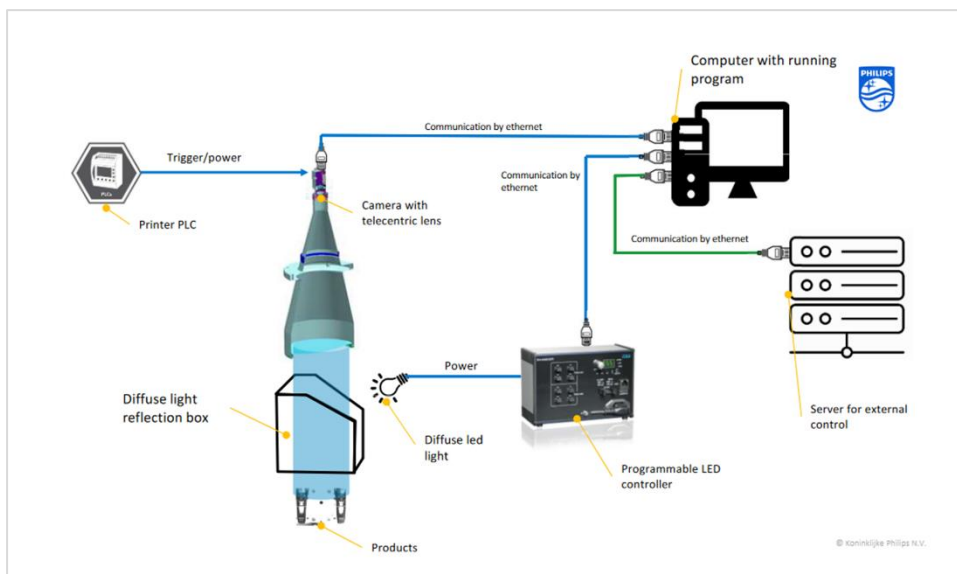 Computer with running
program
PHILIPS
Communication by ethernet
Trigger/power
Communication by
ethernet
PLCs
Printer PLC
Camera with
telecentric lens
Communication by ethernet
Power
Diffuse light
reflection box
Diffuse led
light
Server for external
control
Programmable LED
controller
Products
© Koninklijke Philips N.V.